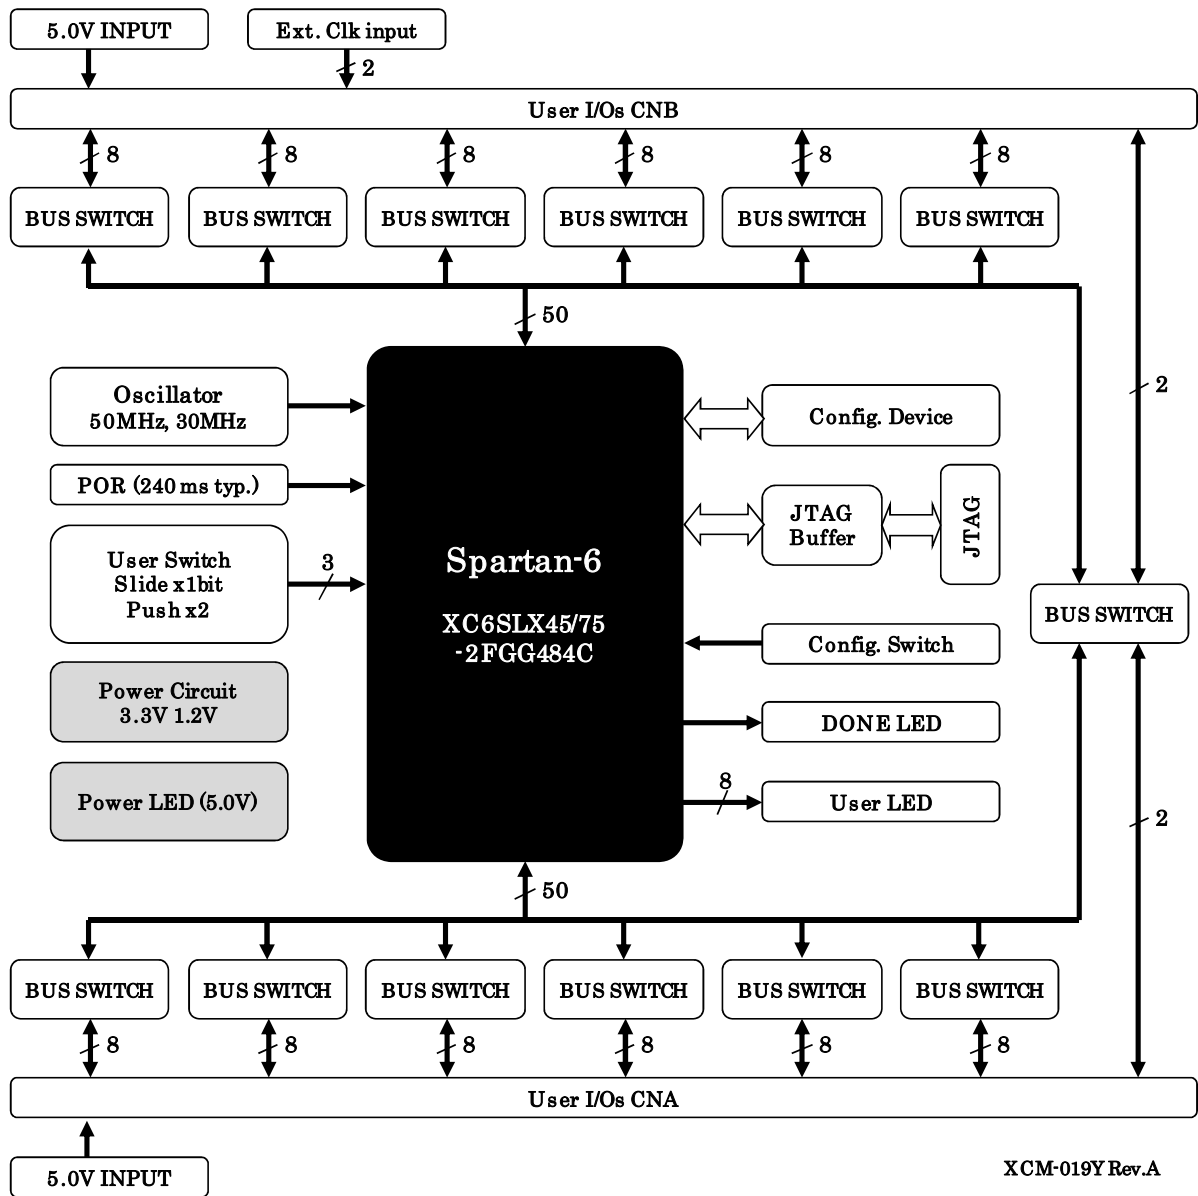 5.0V INPUT
Ext. Clk input
2
User I/Os CNB
8
8
8
8
8
8
BUS SWITCH
BUS SWITCH
BUS SWITCH
BUS SWITCH
BUS SWITCH
BUS SWITCH
50
Oscillator
50MHz, 30MHz
POR (240 ms typ.)
User Switch
Slide x1bit
Push x2
3
Power Circuit
3.3V 1.2V
Power LED (5.0V)
Spartan-6
XC6SLX45/75
-2FGG484C
Config. Device
JTAG
Buffer
JTAG
Config. Switch
DONE LED
8
User LED
2
BUS SWITCH
2
50
BUS SWITCH
BUS SWITCH
BUS SWITCH
BUS SWITCH
BUS SWITCH
BUS SWITCH
8
8
8
8
8
8
User I/Os CNA
5.0V INPUT
XCM-019Y Rev.A